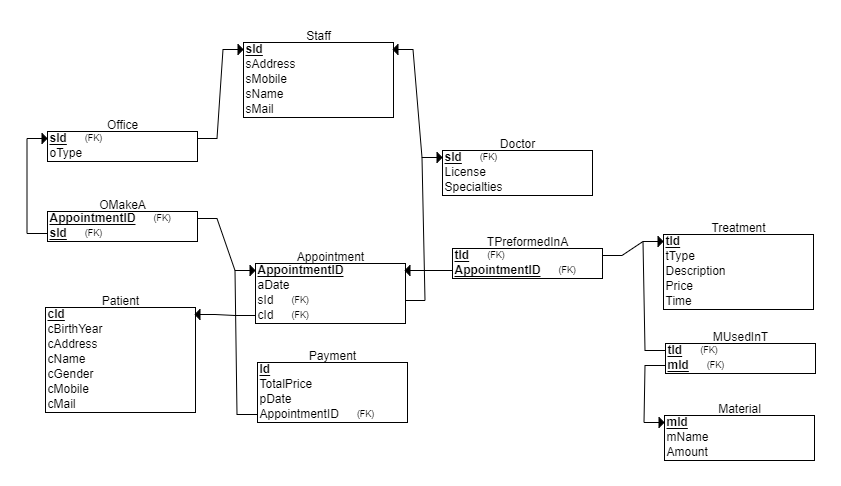 Staff
sId
sAddress
sMobile
sName
sMail
Office
sId (FK)
oType
Doctor
sId (FK)
License
Specialties
OMakeA
AppointmentID (FK)
sId (FK)
Appointment
AppointmentID
aDate
sId (FK)
cId (FK)
TPreformedInA
tId (FK)
AppointmentID (FK)
Treatment
tId
tType
Description
Price
Time
Patient
cId
cBirthYear
cAddress
cName
cGender
cMobile
cMail
Payment
Id
TotalPrice
pDate
AppointmentID (FK)
MUsedInT
tId (FK)
mId (FK)
Material
mId
mName
Amount